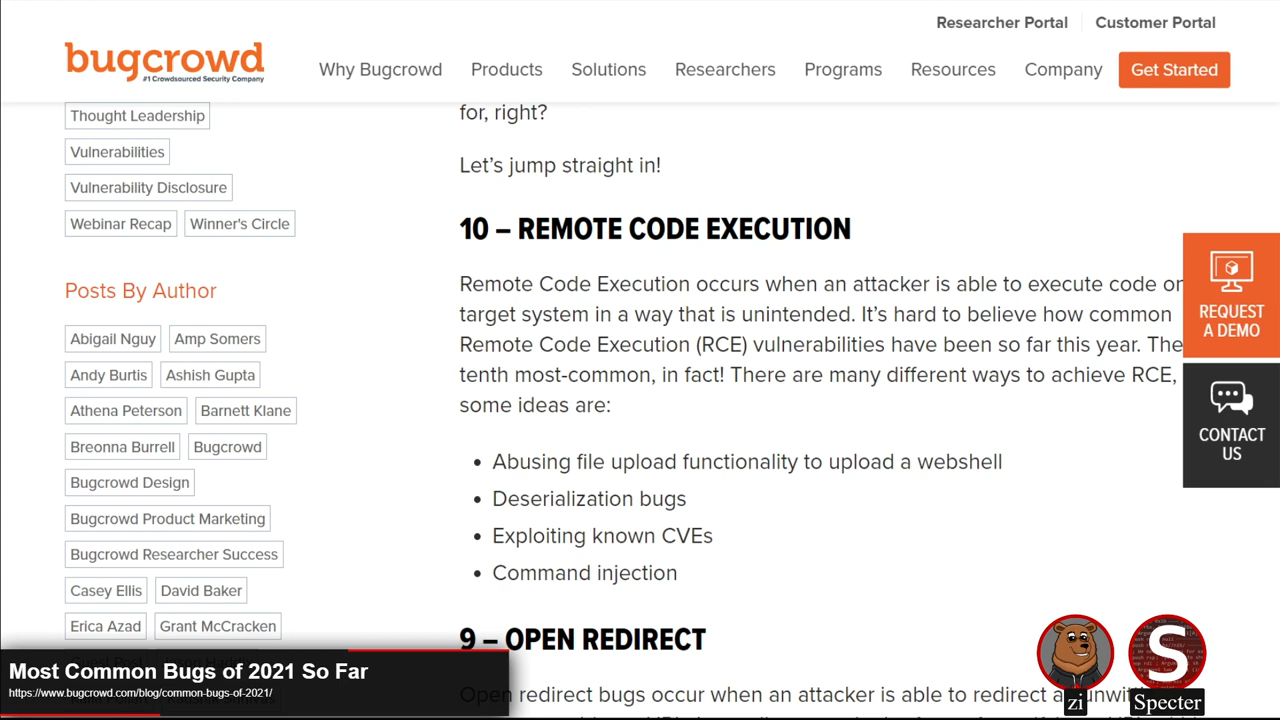 Researcher Portal
Customer Portal
bugcrowd
#1 Crowdsourced Security Company
Why Bugcrowd
Products
Solutions
Researchers
Programs
Resources
Company
Get Started
Thought Leadership
Vulnerabilities
Vulnerability Disclosure
Webinar Recap
Winner's Circle
Posts By Author
Abigail Nguy
Amp Somers
Andy Burtis
Ashish Gupta
Athena Peterson
Barnett Klane
Breonna Burrell
Bugcrowd
Bugcrowd Design
Bugcrowd Product Marketing
Bugcrowd Researcher Success
Casey Ellis
David Baker
Erica Azad
Grant McCracken
for, right?
Let’s jump straight in!
10 – REMOTE CODE EXECUTION
Remote Code Execution occurs when an attacker is able to execute code on
target system in a way that is unintended. It’s hard to believe how common
Remote Code Execution (RCE) vulnerabilities have been so far this year. The
tenth most-common, in fact! There are many different ways to achieve RCE,
some ideas are:
• Abusing file upload functionality to upload a webshell
• Deserialization bugs
• Exploiting known CVEs
• Command injection
9 – OPEN REDIRECT
Open redirect bugs occur when an attacker is able to redirect
REQUEST
A DEMO
CONTACT
US
Most Common Bugs of 2021 So Far
https://www.bugcrowd.com/blog/common-bugs-of-2021/
zi
S
Specter